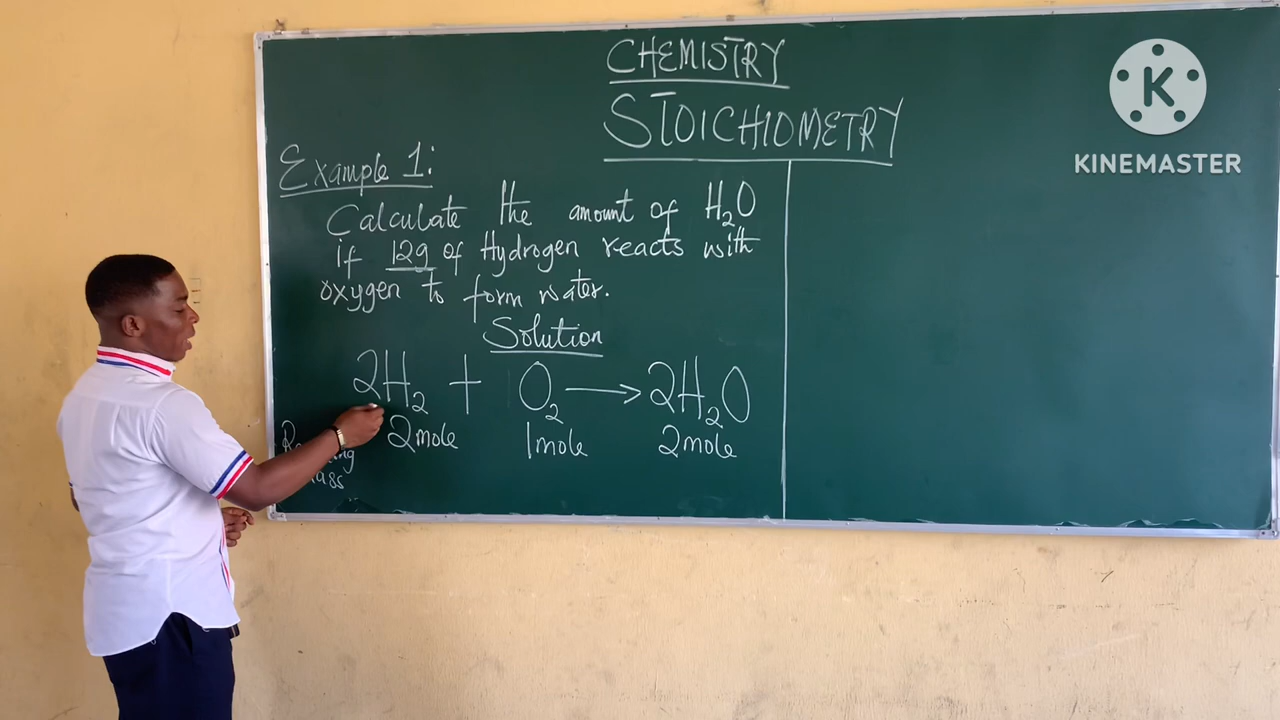 CHEMISTRY
STOICHIOMETRY
Example 1:
Calculate the amount of H₂O
if 12g of Hydrogen reacts with
oxygen to form water.
Solution
2H₂ + O₂ → 2H₂O
2mole 1mole 2mole
K
KINEMASTER